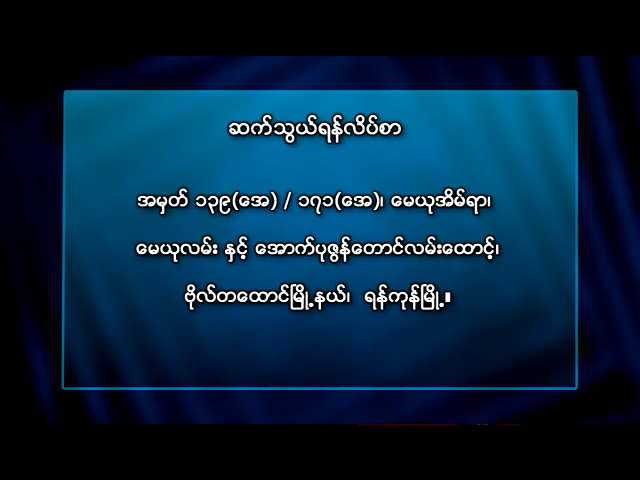 ဆက်သွယ်ရန်လိပ်စာ
အမှတ် ၁၃၉(အေ) / ၁၇၁(အေ)၊ မေယုအိမ်ရာ၊
မေယုလမ်း နှင့် အောက်ပုဇွန်တောင်လမ်းထောင့်၊
ဗိုလ်တထောင်မြို့နယ်၊ ရန်ကုန်မြို့။